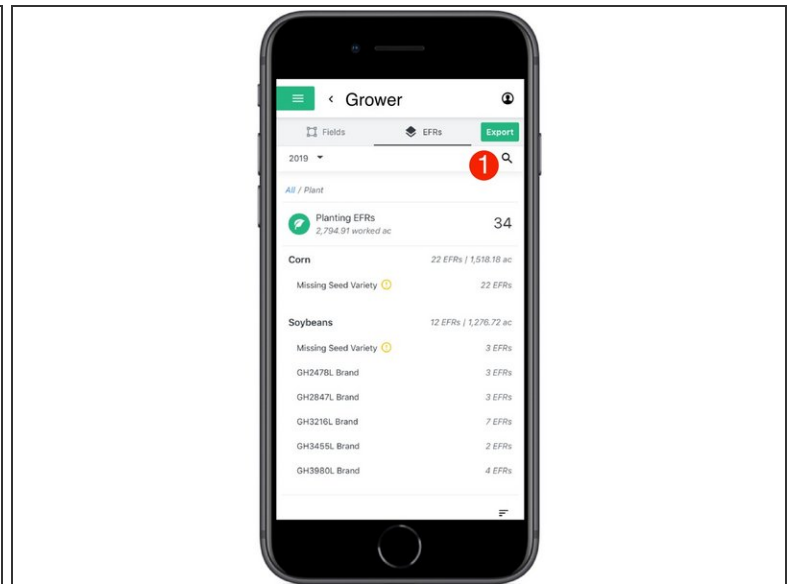 Grower
Fields EFRs Export
2019
1
All / Plant
Planting EFRs 34
2,794.91 worked ac
Corn 22 EFRs | 1,518.18 ac
Missing Seed Variety 22 EFRs
Soybeans 12 EFRs | 1,276.72 ac
Missing Seed Variety 3 EFRs
GH2478L Brand 3 EFRs
GH2847L Brand 3 EFRs
GH3216L Brand 7 EFRs
GH3455L Brand 2 EFRs
GH3980L Brand 4 EFRs